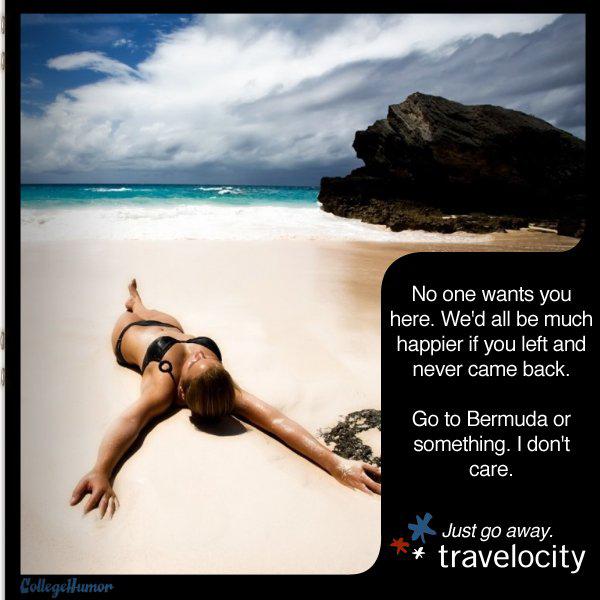 No one wants you
here. We'd all be much
happier if you left and
never came back.
Go to Bermuda or
something. I don't
care.
Just go away.
travelocity
CollegeHumor